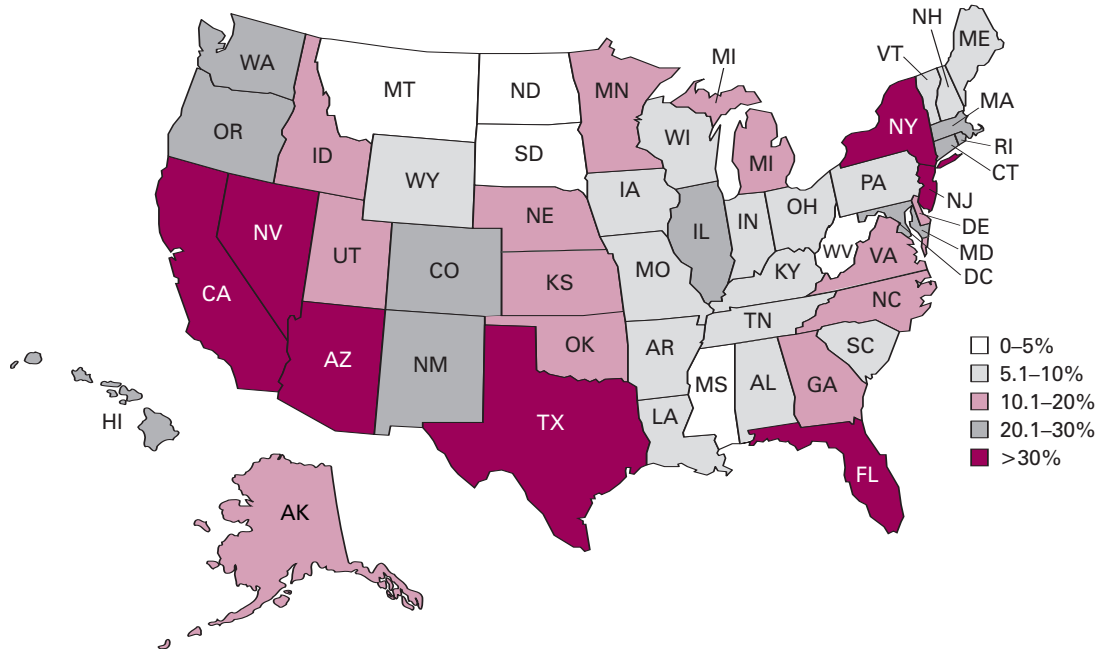 NH
ME
VT
WA
MI
MT
ND
MN
MA
OR
NY
WI
RI
ID
SD
MI
CT
WY
PA
IA
NJ
NE
OH
IN
DE
NV
IL
UT
WV
VA
MD
CO
MO
KY
DC
KS
CA
NC
TN
OK
AR
SC
0–5%
AZ
NM
5.1–10%
MS
AL
GA
10.1–20%
HI
TX
LA
20.1–30%
>30%
FL
AK